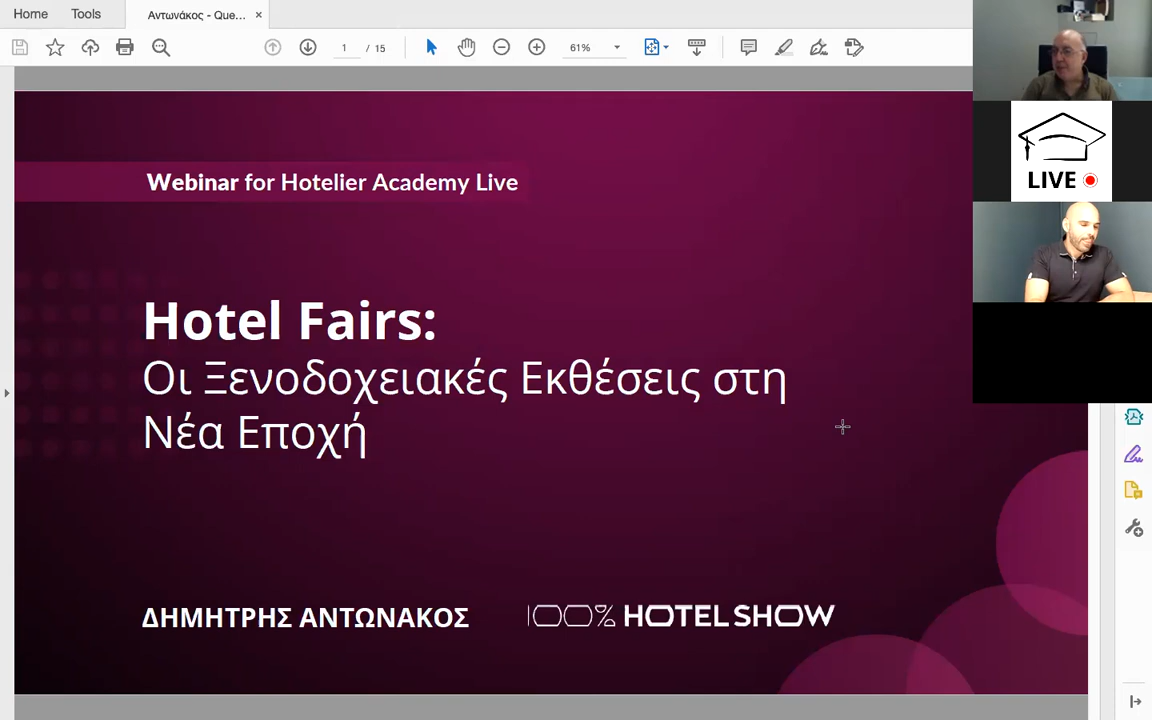 Home
Tools
Αντωνάκος - Que...
1 / 15
61%
LIVE
Webinar for Hotelier Academy Live
Hotel Fairs:
Οι Ξενοδοχειακές Εκθέσεις στη
Νέα Εποχή
ΔΗΜΗΤΡΗΣ ΑΝΤΩΝΑΚΟΣ
100% HOTEL SHOW